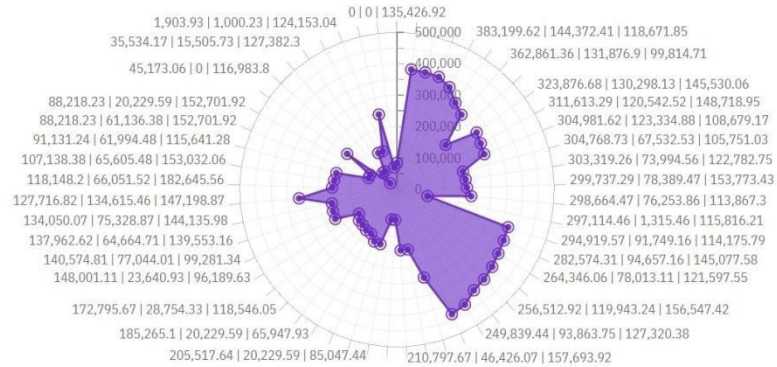 0 | 0 | 135,426.92
1,903.93 | 1,000.23 | 124,153.04
35,534.17 | 15,505.73 | 127,382.3
45,173.06 | 0 | 116,983.8
88,218.23 | 20,229.59 | 152,701.92
88,218.23 | 61,136.38 | 152,701.92
91,131.24 | 61,994.48 | 115,641.28
107,138.38 | 65,605.48 | 153,032.06
118,148.2 | 66,051.52 | 182,645.56
127,716.82 | 134,615.46 | 147,198.87
134,050.07 | 75,328.87 | 144,135.98
137,962.62 | 64,664.71 | 139,553.16
140,574.81 | 77,044.01 | 99,281.34
148,001.11 | 23,640.93 | 96,189.63
172,795.67 | 28,754.33 | 118,546.05
185,265.1 | 20,229.59 | 65,947.93
205,517.64 | 20,229.59 | 85,047.44
500,000
400,000
300,000
200,000
100,000
0
383,199.62 | 144,372.41 | 118,671.85
362,861.36 | 131,876.9 | 99,814.71
323,876.68 | 130,298.13 | 145,530.06
311,613.29 | 120,542.52 | 148,718.95
304,981.62 | 123,334.88 | 108,679.17
304,768.73 | 67,532.53 | 105,751.03
303,319.26 | 73,994.56 | 122,782.75
299,737.29 | 78,389.47 | 153,773.43
298,664.47 | 76,253.86 | 113,867.3
297,114.46 | 1,315.46 | 115,816.21
294,919.57 | 91,749.16 | 114,175.79
282,574.31 | 94,657.16 | 145,077.58
264,346.06 | 78,013.11 | 121,597.55
256,512.92 | 119,943.24 | 156,547.42
249,839.44 | 93,863.75 | 127,320.38
210,797.67 | 46,426.07 | 157,693.92